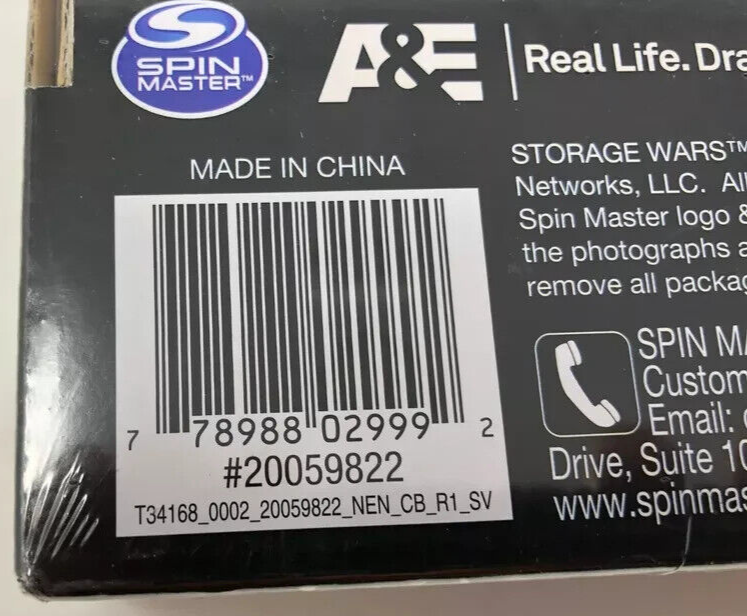 SPIN
MASTER™
A&E
Real Life. Dra
MADE IN CHINA
7 78988 02999 2
#20059822
T34168_0002_20059822_NEN_CB_R1_SV
STORAGE WARS™
Networks, LLC. All
Spin Master logo &
the photographs a
remove all packag
SPIN MA
Custom
Email:
Drive, Suite 10
www.spinmas